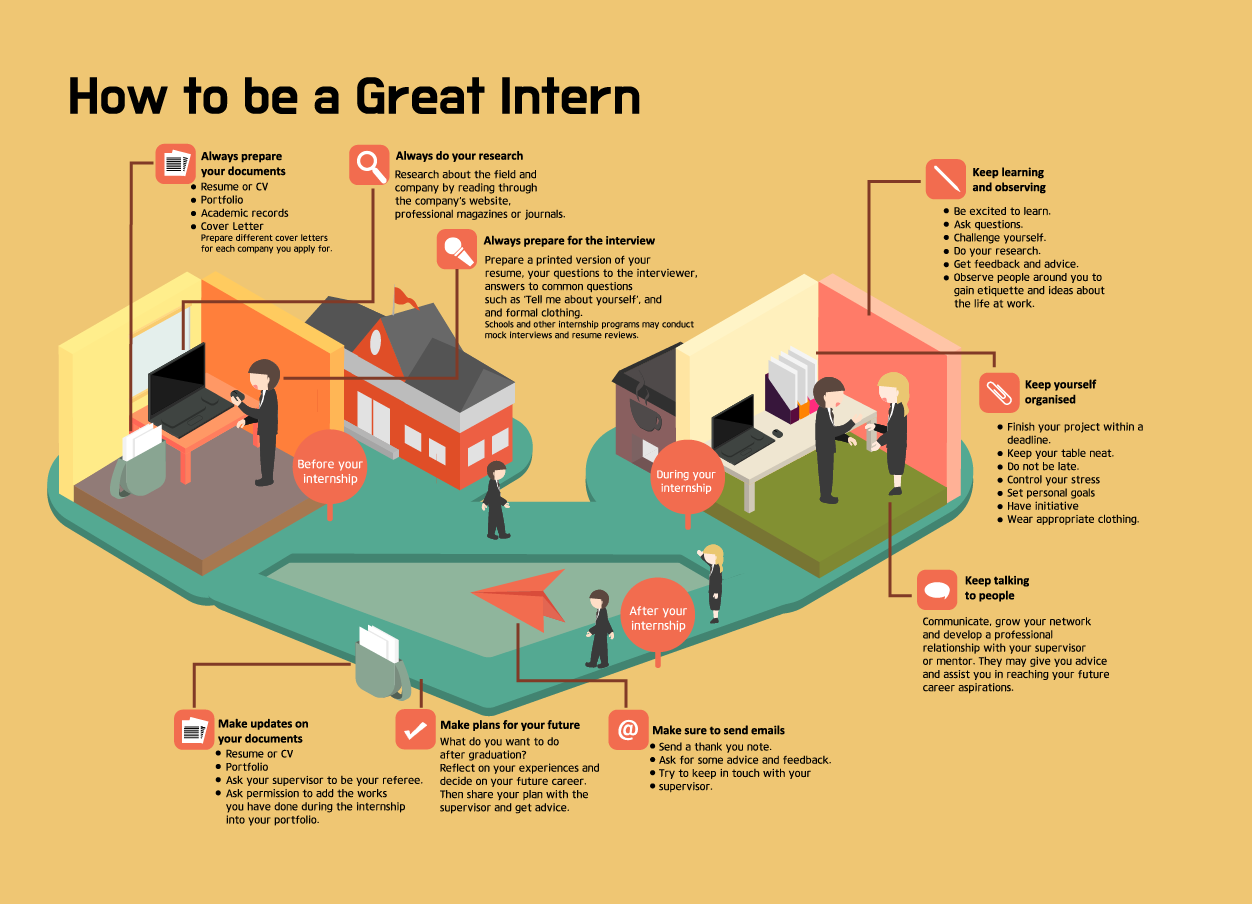 How to be a Great Intern
Always prepare
your documents
• Resume or CV
• Portfolio
• Academic records
• Cover Letter
Prepare different cover letters
for each company you apply for.
Always do your research
Research about the field and
company by reading through
the company's website,
professional magazines or journals.
Always prepare for the interview
Prepare a printed version of your
resume, your questions to the interviewer,
answers to common questions
such as 'Tell me about yourself', and
and formal clothing.
Schools and other internship programs may conduct
mock interviews and resume reviews.
Before your
internship
Keep learning
and observing
• Be excited to learn.
• Ask questions.
• Challenge yourself.
• Do your research.
• Get feedback and advice.
• Observe people around you to
gain etiquette and ideas about
the life at work.
Keep yourself
organised
• Finish your project within a
deadline.
• Keep your table neat.
• Do not be late.
• Control your stress
• Set personal goals
• Have initiative
• Wear appropriate clothing.
Keep talking
to people
Communicate, grow your network
and develop a professional
relationship with your supervisor
or mentor. They may give you advice
and assist you in reaching your future
career aspirations.
During your
internship
After your
internship
Make updates on
your documents
• Resume or CV
• Portfolio
• Ask your supervisor to be your referee.
• Ask permission to add the works
you have done during the internship
into your portfolio.
Make plans for your future
What do you want to do
after graduation?
Reflect on your experiences and
decide on your future career.
Then share your plan with the
supervisor and get advice.
@
Make sure to send emails
• Send a thank you note.
• Ask for some advice and feedback.
• Try to keep in touch with your
• supervisor.